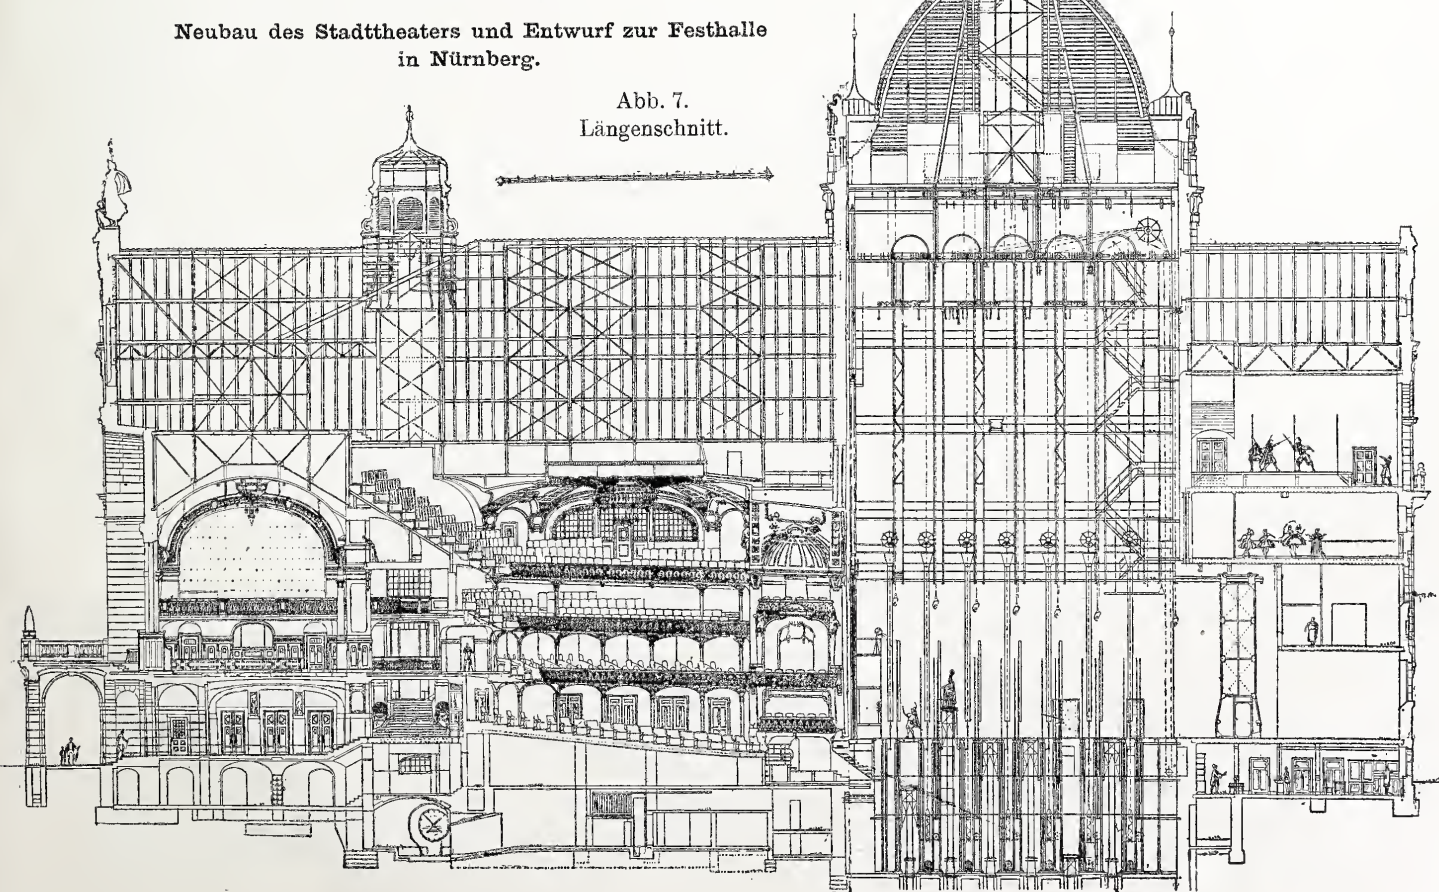 Neubau des Stadttheaters und Entwurf zur Festhalle
in Nürnberg.
Abb. 7.
Längenschnitt.